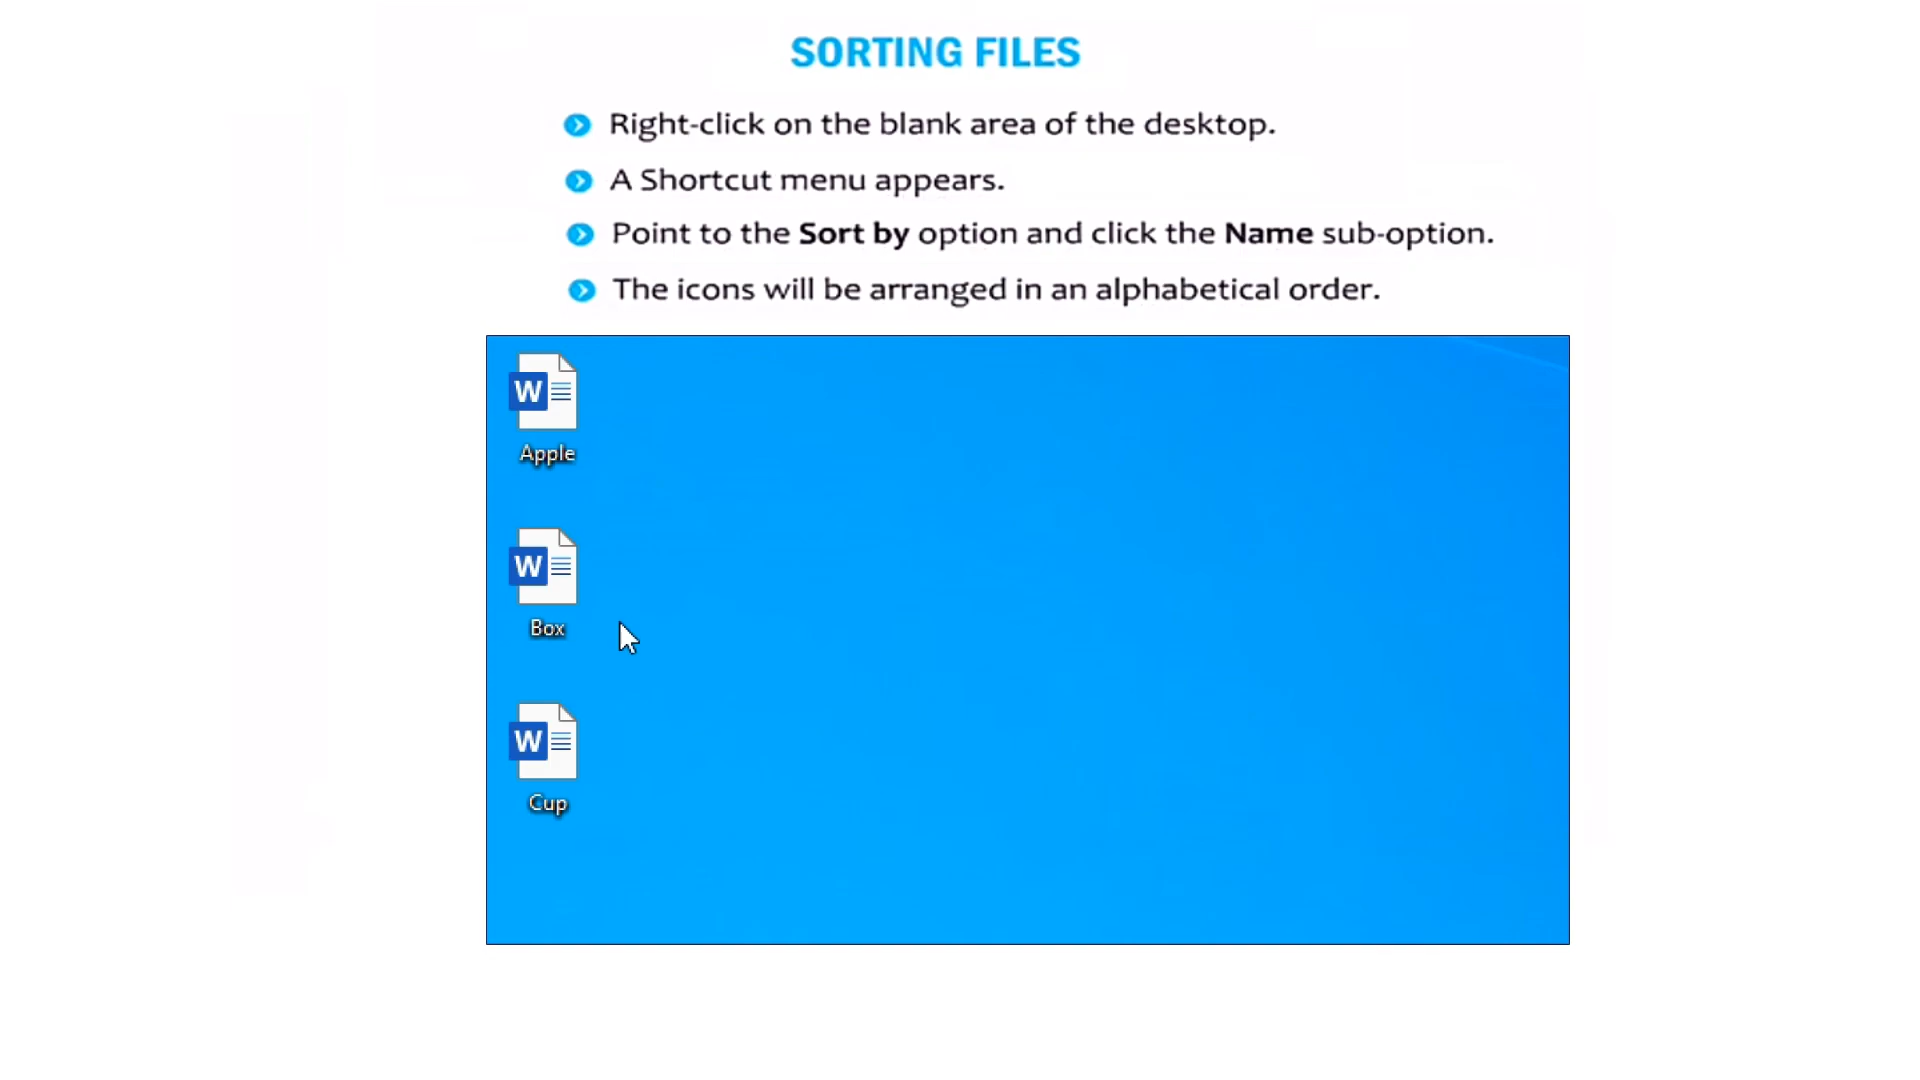 SORTING FILES
Right-click on the blank area of the desktop.
A Shortcut menu appears.
Point to the Sort by option and click the Name sub-option.
The icons will be arranged in an alphabetical order.
W
Apple
W
Box
W
Cup